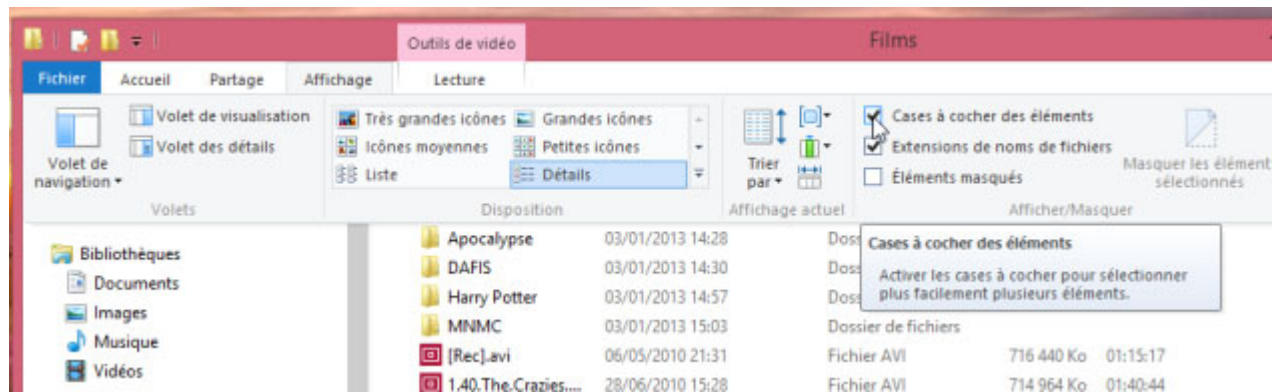 Outils de vidéo
Films
Fichier Accueil Partage Affichage Lecture
Volet de navigation
Volet de visualisation
Volet des détails
Volets
Très grandes icônes Grandes icônes
Icônes moyennes Petites icônes
Liste Détails
Disposition
Trier par
Affichage actuel
Cases à cocher des éléments
Extensions de noms de fichiers
Éléments masqués
Masquer les élément
sélectionnés
Afficher/Masquer
Bibliothèques
Documents
Images
Musique
Vidéos
Apocalypse 03/01/2013 14:28
DAFIS 03/01/2013 14:30
Harry Potter 03/01/2013 14:57
MNMC 03/01/2013 15:03 Dossier de fichiers
[Rec].avi 06/05/2010 21:31 Fichier AVI 716 440 Ko 01:15:17
1.40.The.Crazies.... 28/06/2010 15:28 Fichier AVI 714 964 Ko 01:40:44
Cases à cocher des éléments
Activer les cases à cocher pour sélectionner
plus facilement plusieurs éléments.